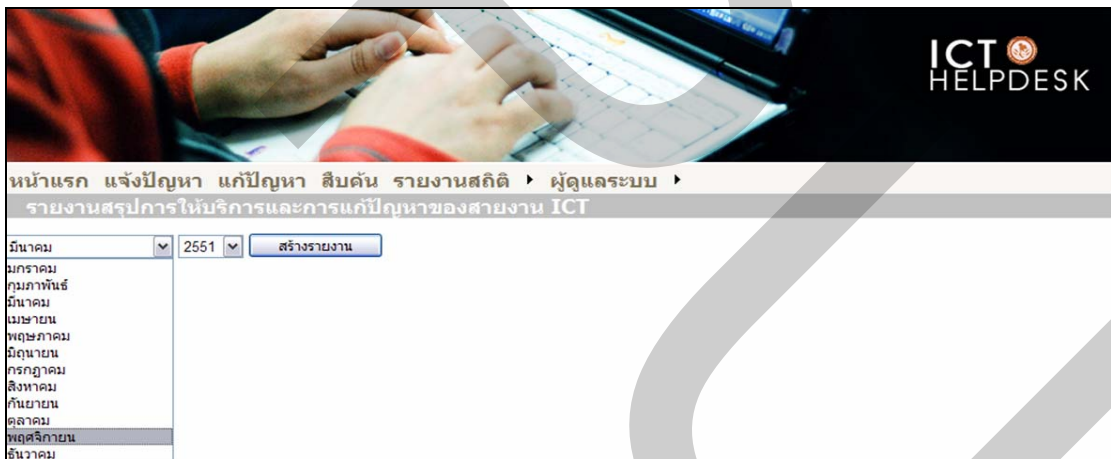 ICT
HELPDESK
หน้าแรก แจ้งปัญหา แก้ปัญหา สืบค้น รายงานสถิติ ผู้ดูแลระบบ
รายงานสรุปการให้บริการและการแก้ปัญหาของสายงาน ICT
มีนาคม 2551 สร้างรายงาน
มกราคม
กุมภาพันธ์
มีนาคม
เมษายน
พฤษภาคม
มิถุนายน
กรกฎาคม
สิงหาคม
กันยายน
ตุลาคม
พฤศจิกายน
ธันวาคม